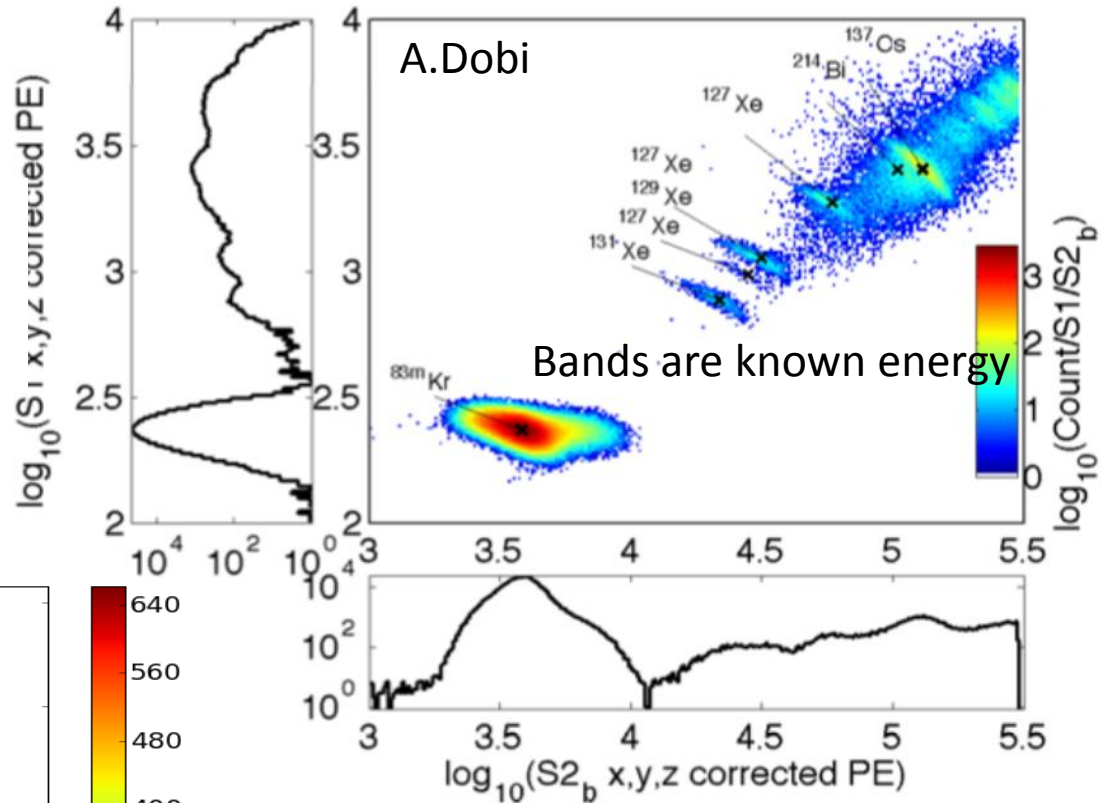 A.Dobi
137Cs
214Bi
127Xe
127Xe
129Xe
127Xe
131Xe
83mKr
Bands are known energy
log10(S1 x,y,z corrected PE)
4
3.5
3
2.5
2
10^4 10^2 10^0
4
3.5
3
2.5
2
3 3.5 4 4.5 5 5.5
3
2
1
0
log10(Count/S1/S2b)
10^4
10^2
10^0
3 3.5 4 4.5 5 5.5
log10(S2b x,y,z corrected PE)
640
560
480